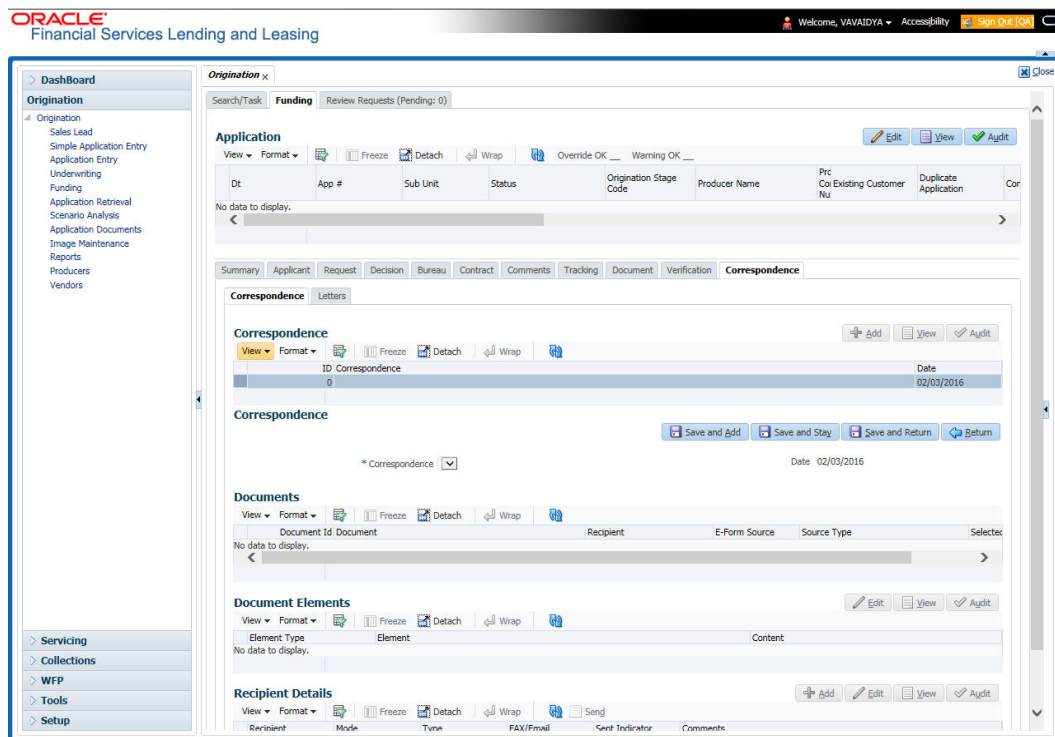 ORACLE
Financial Services Lending and Leasing
Welcome, VAVAIDYA Accessibility Sign Out [QA]
Close
DashBoard
Origination
Origination
Sales Lead
Simple Application Entry
Application Entry
Underwriting
Funding
Application Retrieval
Scenario Analysis
Application Documents
Image Maintenance
Reports
Producers
Vendors
Servicing
Collections
WFP
Tools
Setup
Origination x
Search/Task Funding Review Requests (Pending: 0)
Application
Edit View Audit
View Format Freeze Detach Wrap Override OK __ Warning OK __
Dt App # Sub Unit Status Origination Stage Code Producer Name Prc Coi Nu Existing Customer Duplicate Application Cor
No data to display.
Summary Applicant Request Decision Bureau Contract Comments Tracking Document Verification Correspondence
Correspondence Letters
Correspondence
Add View Audit
View Format Freeze Detach Wrap
ID Correspondence Date
0 02/03/2016
Correspondence
Save and Add Save and Stay Save and Return Return
* Correspondence Date 02/03/2016
Documents
View Format Freeze Detach Wrap
Document Id Document Recipient E-Form Source Source Type Selected
No data to display.
Document Elements
Edit View Audit
View Format Freeze Detach Wrap
Element Type Element Content
No data to display.
Recipient Details
Add Edit View Audit
View Format Freeze Detach Wrap Send
Recipient Mode Type FAX/Email Sent Indicator Comments